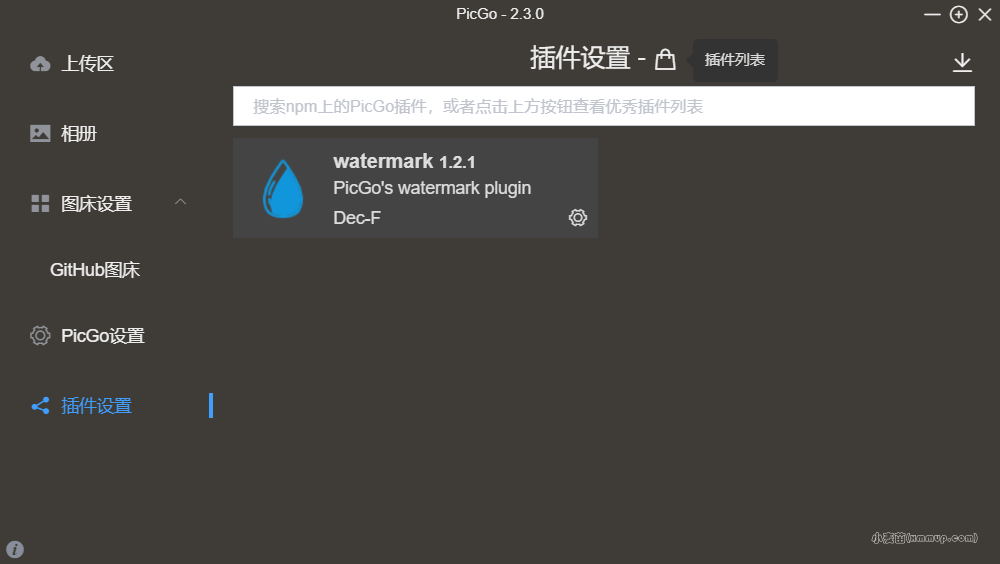 PicGo - 2.3.0
上传区
相册
图床设置
GitHub图床
PicGo设置
插件设置
插件设置 -
插件列表
搜索npm上的PicGo插件，或者点击上方按钮查看优秀插件列表
watermark 1.2.1
PicGo's watermark plugin
Dec-F
小麦苗(xmmup.com)